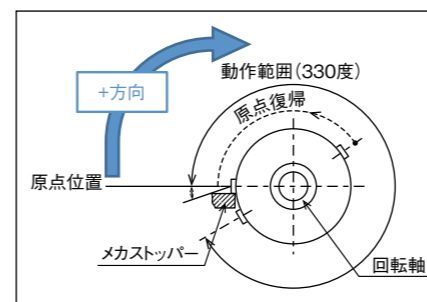 +方向
動作範囲(330度)
原点復帰
原点位置
メカストッパー
回転軸